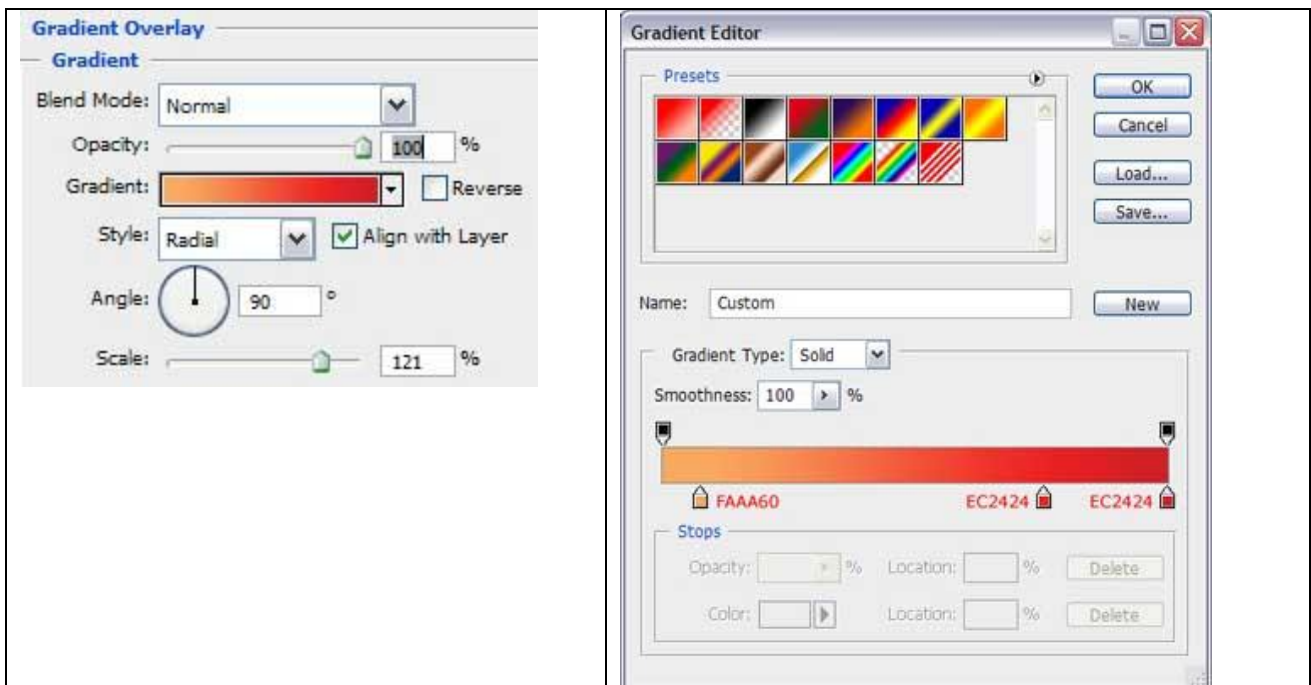 Gradient Overlay
Gradient
Blend Mode: Normal
Opacity: 100 %
Gradient: Reverse
Style: Radial Align with Layer
Angle: 90 °
Scale: 121 %
Gradient Editor
Presets
OK
Cancel
Load...
Save...
Name: Custom New
Gradient Type: Solid
Smoothness: 100 %
FAAA60 EC2424 EC2424
Stops
Opacity: % Location: % Delete
Color: Location: % Delete